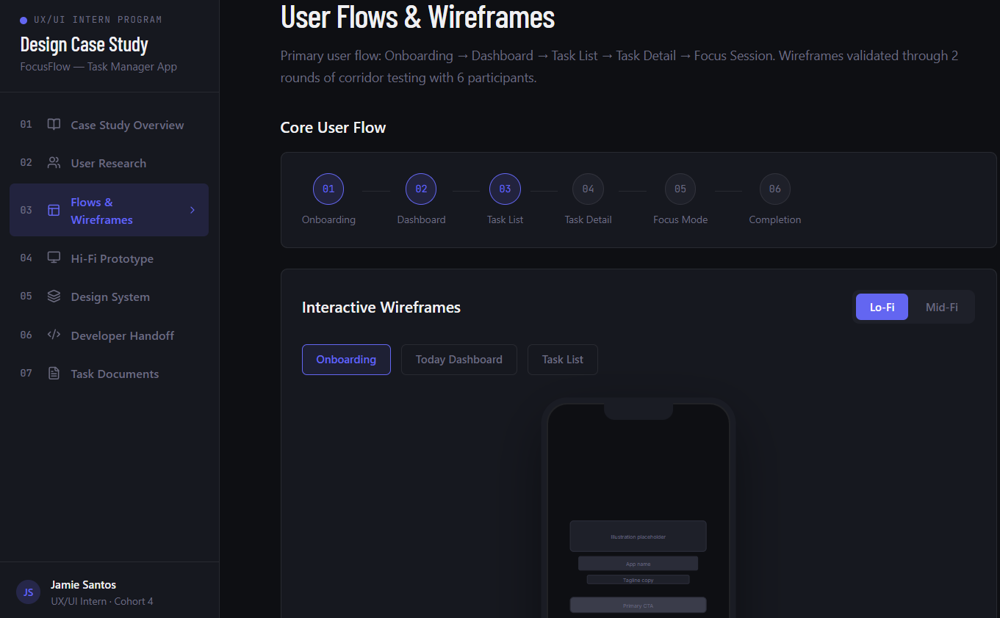 UX/UI INTERN PROGRAM
Design Case Study
FocusFlow — Task Manager App
01 Case Study Overview
02 User Research
03 Flows &
Wireframes
04 Hi-Fi Prototype
05 Design System
06 Developer Handoff
07 Task Documents
JS
Jamie Santos
UX/UI Intern · Cohort 4
User Flows & Wireframes
Primary user flow: Onboarding → Dashboard → Task List → Task Detail → Focus Session. Wireframes validated through 2
rounds of corridor testing with 6 participants.
Core User Flow
01 02 03 04 05 06
Onboarding Dashboard Task List Task Detail Focus Mode Completion
Interactive Wireframes
Lo-Fi Mid-Fi
Onboarding Today Dashboard Task List
Illustration placeholder
App name
Tagline copy
Primary CTA